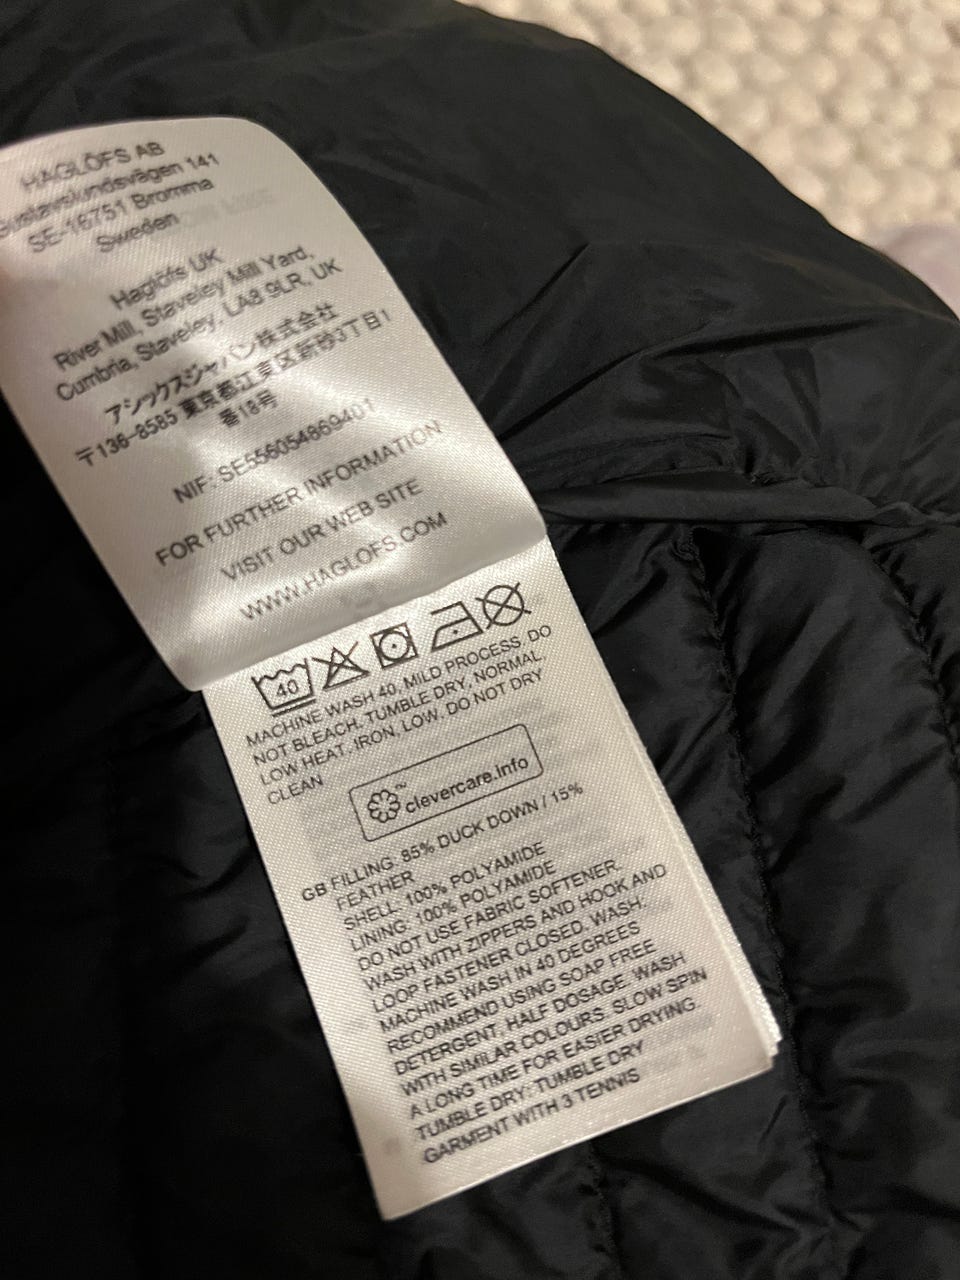 HAGLÖFS AB
Gustavslundsvägen 141
SE-16751 Bromma
Sweden
Haglöfs UK
River Mill, Staveley Mill Yard,
Cumbria, Staveley, LA8 9LR, UK
アシックスジャパン株式会社
〒136-8585 東京都江東区新砂3丁目1
番18号
NIF: SE556054869401
FOR FURTHER INFORMATION
VISIT OUR WEB SITE
WWW.HAGLOFS.COM
40
MACHINE WASH 40, MILD PROCESS. DO
NOT BLEACH. TUMBLE DRY, NORMAL,
LOW HEAT. IRON, LOW. DO NOT DRY
CLEAN
clevercare.info™
GB FILLING: 85% DUCK DOWN / 15%
FEATHER
SHELL: 100% POLYAMIDE
LINING: 100% POLYAMIDE
DO NOT USE FABRIC SOFTENER.
WASH WITH ZIPPERS AND HOOK AND
LOOP FASTENER CLOSED. WASH:
MACHINE WASH IN 40 DEGREES
RECOMMEND USING SOAP FREE
DETERGENT, HALF DOSAGE. WASH
WITH SIMILAR COLOURS. SLOW SPIN
A LONG TIME FOR EASIER DRYING.
TUMBLE DRY: TUMBLE DRY
GARMENT WITH 3 TENNIS